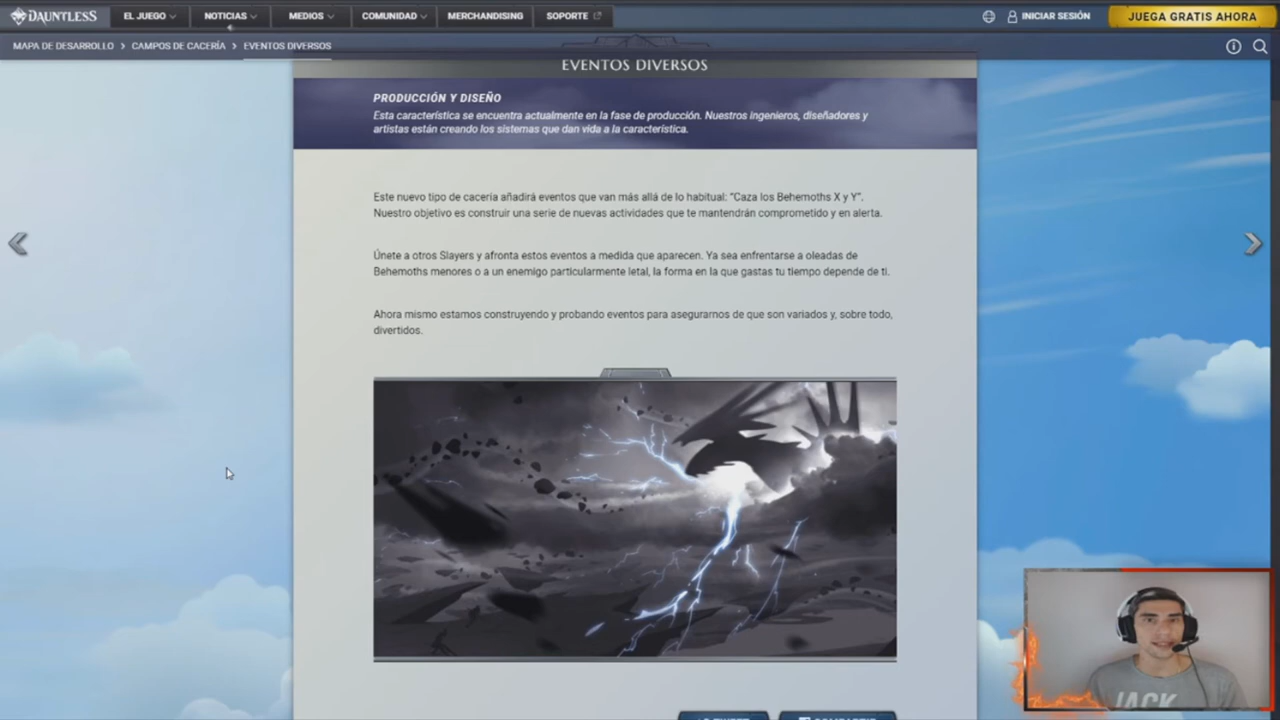 DAUNTLESS
EL JUEGO
NOTICIAS
MEDIOS
COMUNIDAD
MERCHANDISING
SOPORTE
INICIAR SESIÓN
JUEGA GRATIS AHORA
MAPA DE DESARROLLO > CAMPOS DE CACERÍA > EVENTOS DIVERSOS
EVENTOS DIVERSOS
PRODUCCIÓN Y DISEÑO
Esta característica se encuentra actualmente en la fase de producción. Nuestros ingenieros, diseñadores y
artistas están creando los sistemas que dan vida a la característica.
Este nuevo tipo de cacería añadirá eventos que van más allá de lo habitual: "Caza los Behemoths X y Y".
Nuestro objetivo es construir una serie de nuevas actividades que te mantendrán comprometido y en alerta.
Únete a otros Slayers y afronta estos eventos a medida que aparecen. Ya sea enfrentarse a oleadas de
Behemoths menores o a un enemigo particularmente letal, la forma en la que gastas tu tiempo depende de ti.
Ahora mismo estamos construyendo y probando eventos para asegurarnos de que son variados y, sobre todo,
divertidos.
JACK